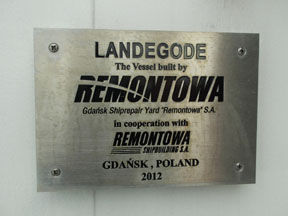 LANDEGODE
The Vessel built by
REMONTOWA
Gdańsk Shiprepair Yard "Remontowa" S.A.
in cooperation with
REMONTOWA
SHIPBUILDING S.A.
GDAŃSK, POLAND
2012